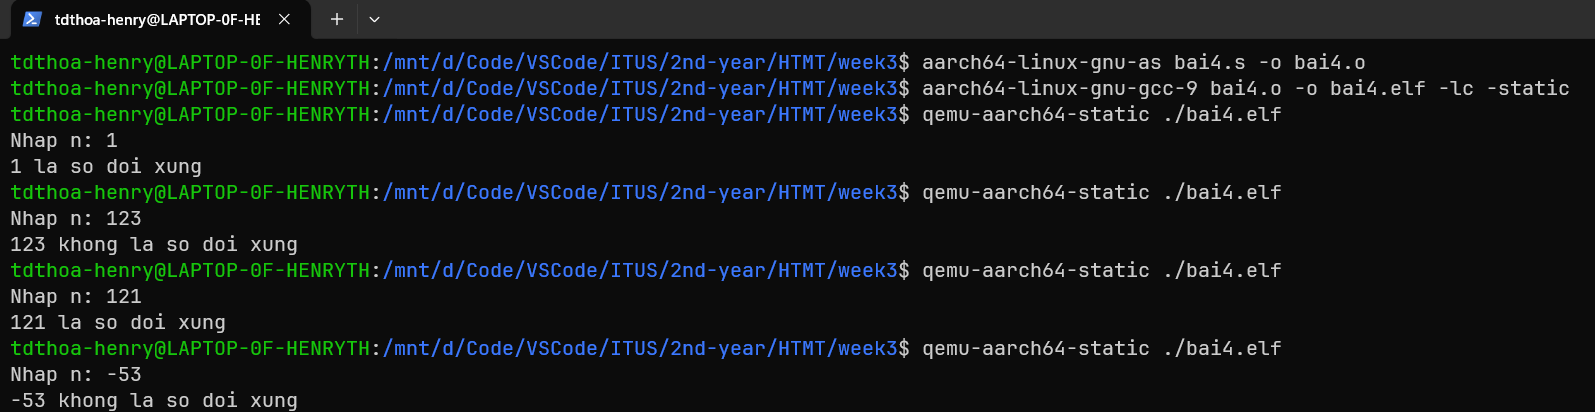 tdthoa-henry@LAPTOP-0F-HE
tdthoa-henry@LAPTOP-0F-HENRYTH:/mnt/d/Code/VSCode/ITUS/2nd-year/HTMT/week3$ aarch64-linux-gnu-as bai4.s -o bai4.o
tdthoa-henry@LAPTOP-0F-HENRYTH:/mnt/d/Code/VSCode/ITUS/2nd-year/HTMT/week3$ aarch64-linux-gnu-gcc-9 bai4.o -o bai4.elf -lc -static
tdthoa-henry@LAPTOP-0F-HENRYTH:/mnt/d/Code/VSCode/ITUS/2nd-year/HTMT/week3$ qemu-aarch64-static ./bai4.elf
Nhap n: 1
1 la so doi xung
tdthoa-henry@LAPTOP-0F-HENRYTH:/mnt/d/Code/VSCode/ITUS/2nd-year/HTMT/week3$ qemu-aarch64-static ./bai4.elf
Nhap n: 123
123 khong la so doi xung
tdthoa-henry@LAPTOP-0F-HENRYTH:/mnt/d/Code/VSCode/ITUS/2nd-year/HTMT/week3$ qemu-aarch64-static ./bai4.elf
Nhap n: 121
121 la so doi xung
tdthoa-henry@LAPTOP-0F-HENRYTH:/mnt/d/Code/VSCode/ITUS/2nd-year/HTMT/week3$ qemu-aarch64-static ./bai4.elf
Nhap n: -53
-53 khong la so doi xung